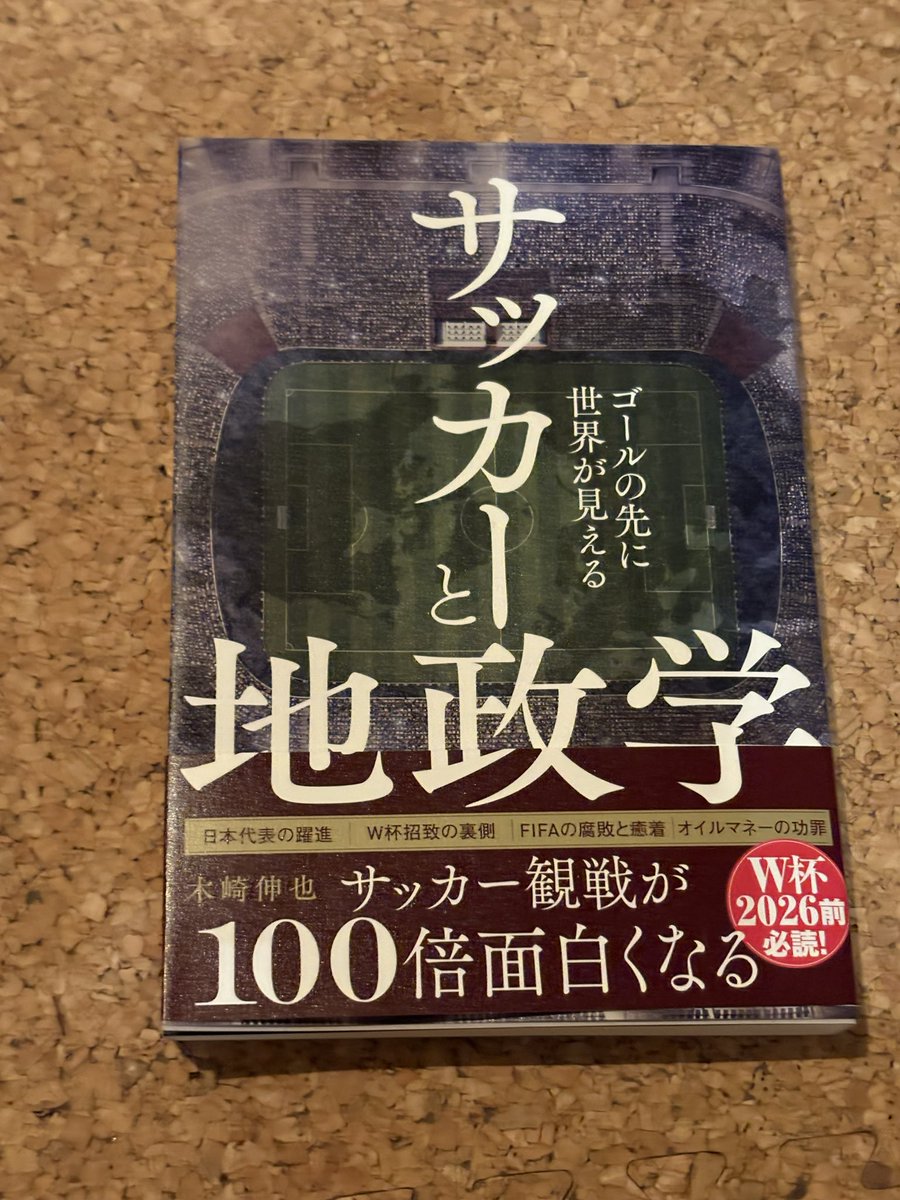 サッカーと
地政学
ゴールの先に
世界が見える
日本代表の躍進
W杯招致の裏側
FIFAの腐敗と癒着
オイルマネーの功罪
木崎伸也
サッカー観戦が
100倍面白くなる
W杯
2026前
必読!